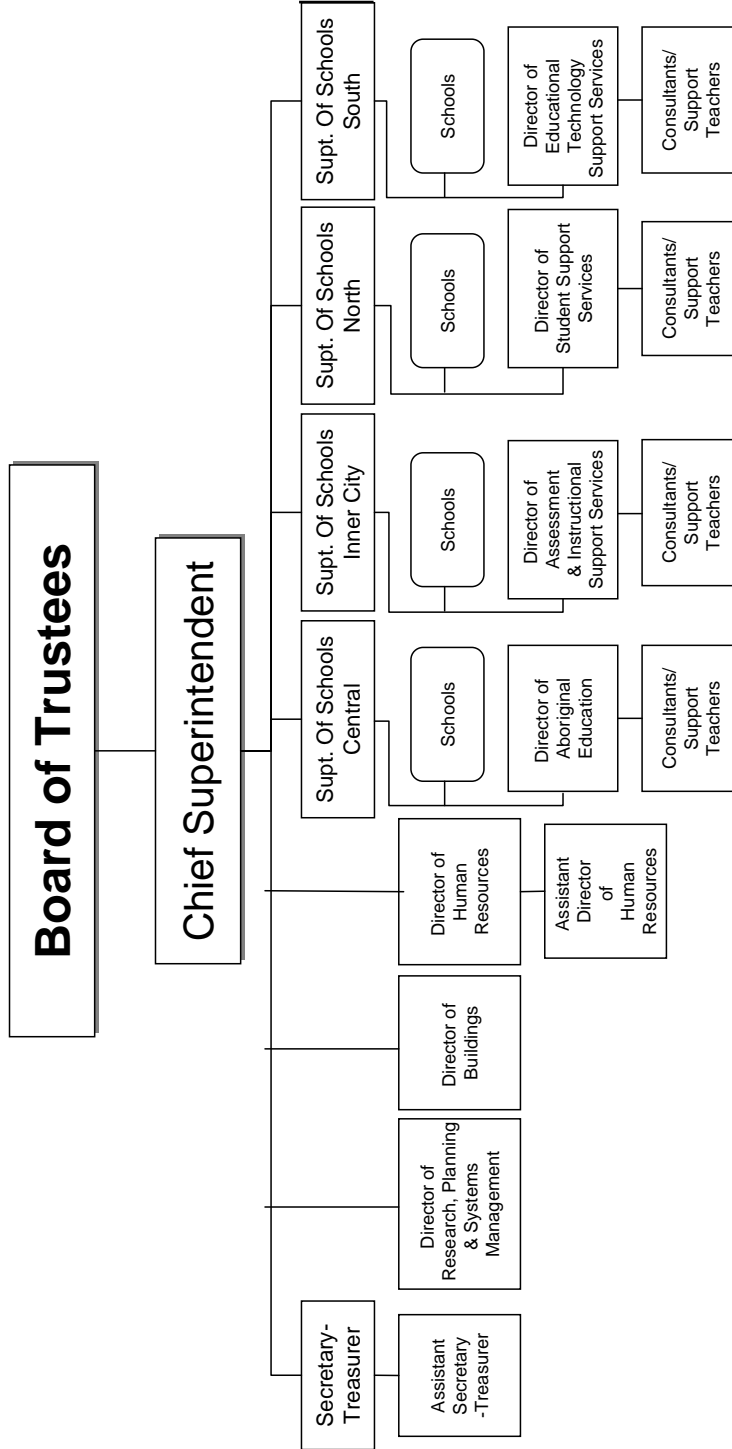 Board of Trustees
Chief Superintendent
Secretary-
Treasurer
Supt. Of Schools
Central
Supt. Of Schools
Inner City
Supt. Of Schools
North
Supt. Of Schools
South
Assistant
Secretary
-Treasurer
Director of
Research, Planning
& Systems
Management
Director of
Buildings
Director of
Human
Resources
Schools
Schools
Schools
Schools
Assistant
Director
of
Human
Resources
Director of
Aboriginal
Education
Director of
Assessment
& Instructional
Support Services
Director of
Student Support
Services
Director of
Educational
Technology
Support Services
Consultants/
Support
Teachers
Consultants/
Support
Teachers
Consultants/
Support
Teachers
Consultants/
Support
Teachers